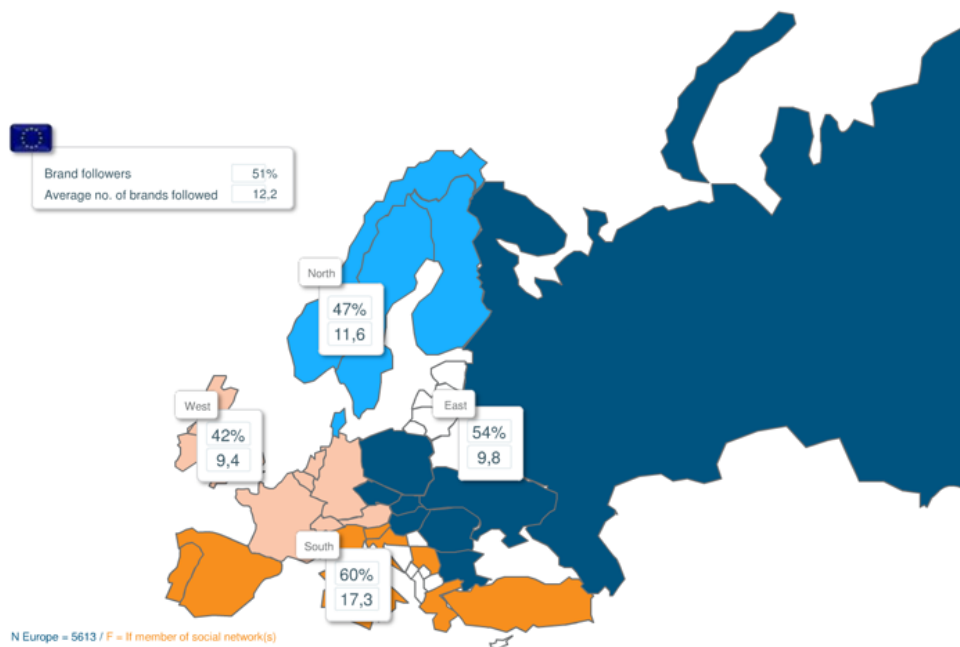 Brand followers 51%
Average no. of brands followed 12,2
North
47%
11,6
West
42%
9,4
East
54%
9,8
South
60%
17,3
N Europe = 5613 / F = If member of social network(s)